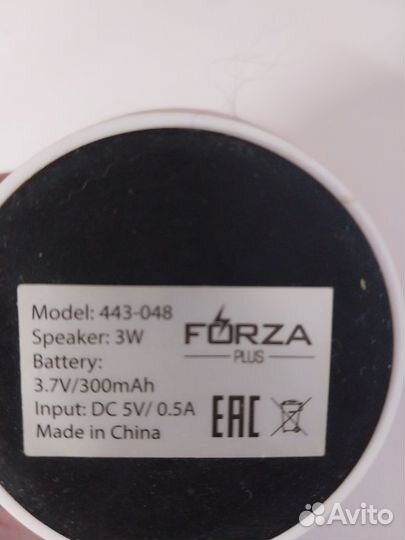 Model: 443-048
Speaker: 3W
Battery:
3.7V/300mAh
Input: DC 5V/ 0.5A
Made in China
FORZA
PLUS
EAC
Avito